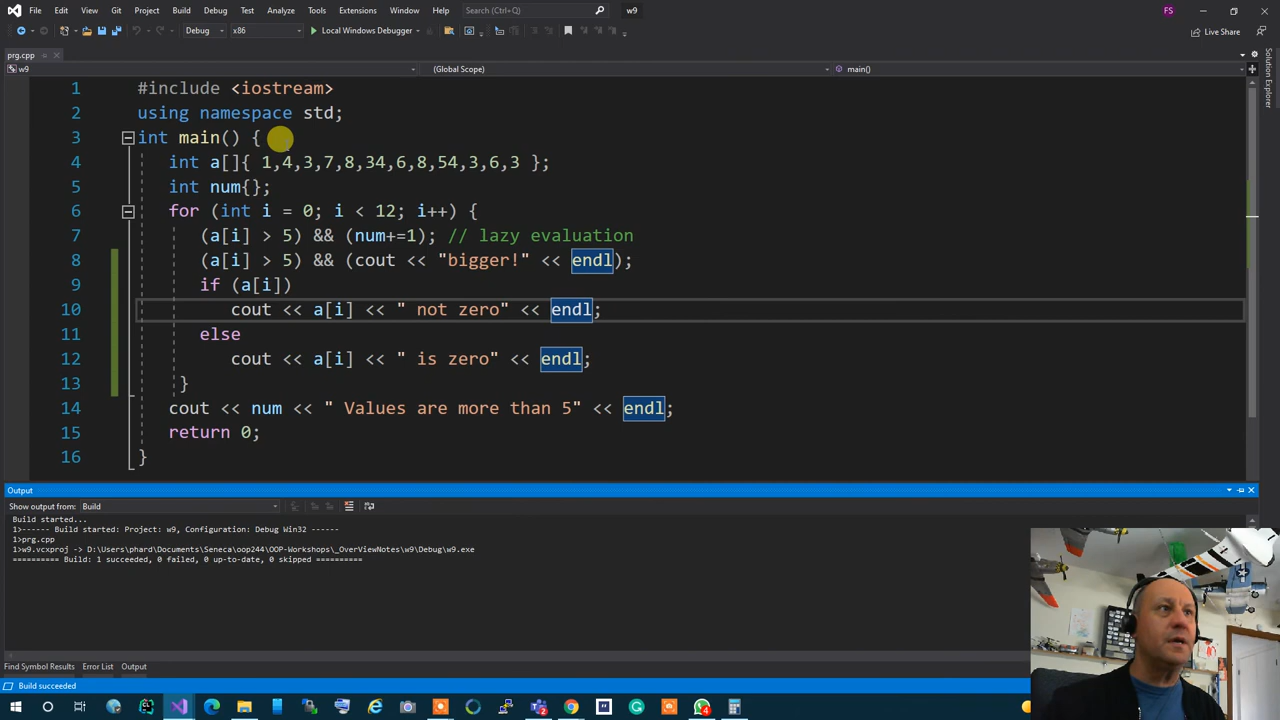 File Edit View Git Project Build Debug Test Analyze Tools Extensions Window Help Search (Ctrl+Q) w9 FS
Debug x86 Local Windows Debugger Live Share
prg.cpp
w9 (Global Scope) main()
1 #include <iostream>
2 using namespace std;
3 int main() {
4 int a[]{ 1,4,3,7,8,34,6,8,54,3,6,3 };
5 int num{};
6 for (int i = 0; i < 12; i++) {
7 (a[i] > 5) && (num+=1); // lazy evaluation
8 (a[i] > 5) && (cout << "bigger!" << endl);
9 if (a[i])
10 cout << a[i] << " not zero" << endl;
11 else
12 cout << a[i] << " is zero" << endl;
13 }
14 cout << num << " Values are more than 5" << endl;
15 return 0;
16 }
Solution Explorer
Output
Show output from: Build
Build started...
1>------ Build started: Project: w9, Configuration: Debug Win32 ------
1>prg.cpp
1>w9.vcxproj -> D:\Users\phard\Documents\Seneca\oop244\OOP-Workshops\_OverViewNotes\w9\Debug\w9.exe
========== Build: 1 succeeded, 0 failed, 0 up-to-date, 0 skipped ==========
Find Symbol Results Error List Output
Build succeeded
4